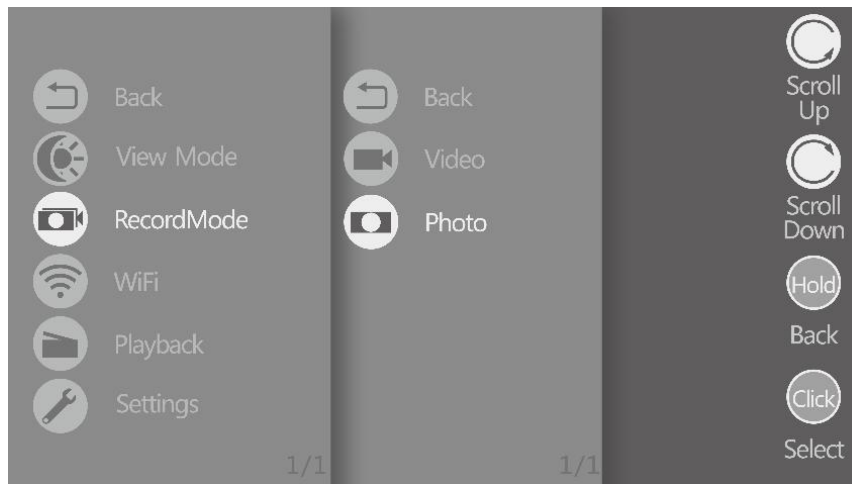 Back
View Mode
RecordMode
WiFi
Playback
Settings
1/1
Back
Video
Photo
1/1
Scroll
Up
Scroll
Down
Hold
Back
Click
Select